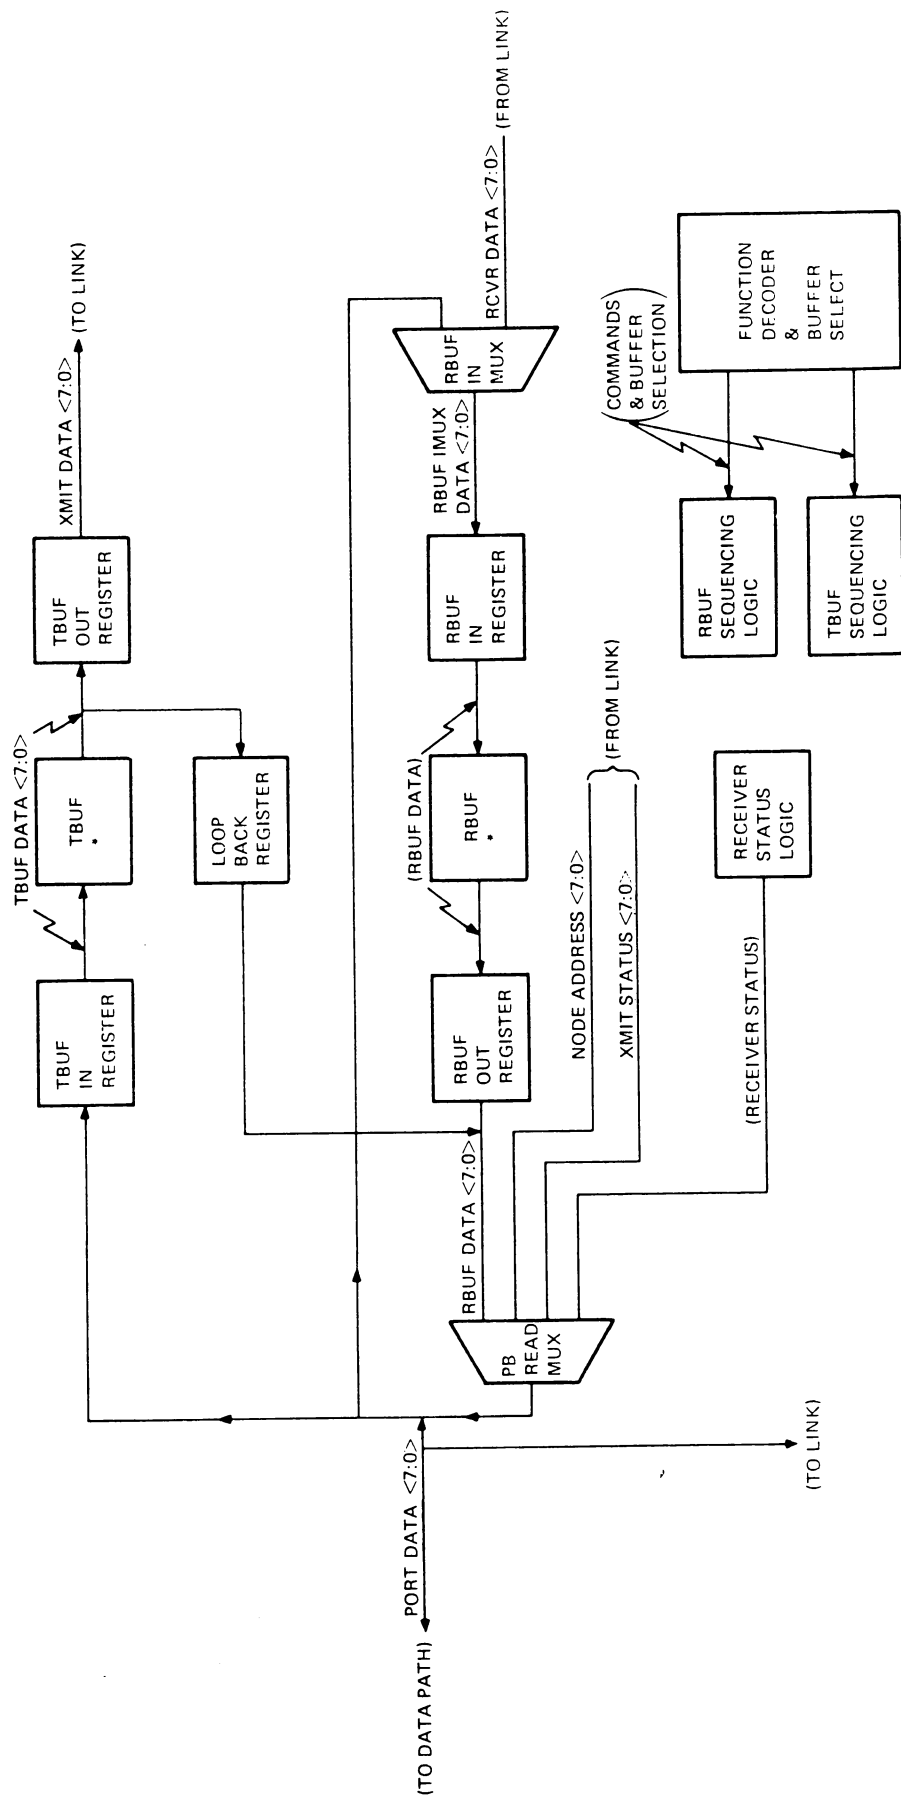 TBUF DATA <7:0>
XMIT DATA <7:0>
(TO LINK)
TBUF
IN
REGISTER
TBUF
*
TBUF
OUT
REGISTER
LOOP
BACK
REGISTER
(TO DATA PATH)
PORT DATA <7:0>
(TO LINK)
PB
READ
MUX
RBUF DATA <7:0>
RBUF
OUT
REGISTER
(RBUF DATA)
RBUF
*
RBUF
IN
REGISTER
RBUF IMUX
DATA <7:0>
RBUF
IN
MUX
RCVR DATA <7:0>
(FROM LINK)
NODE ADDRESS <7:0>
XMIT STATUS <7:0>
(FROM LINK)
(RECEIVER STATUS)
RECEIVER
STATUS
LOGIC
RBUF
SEQUENCING
LOGIC
TBUF
SEQUENCING
LOGIC
(COMMANDS
& BUFFER
SELECTION)
FUNCTION
DECODER
&
BUFFER
SELECT